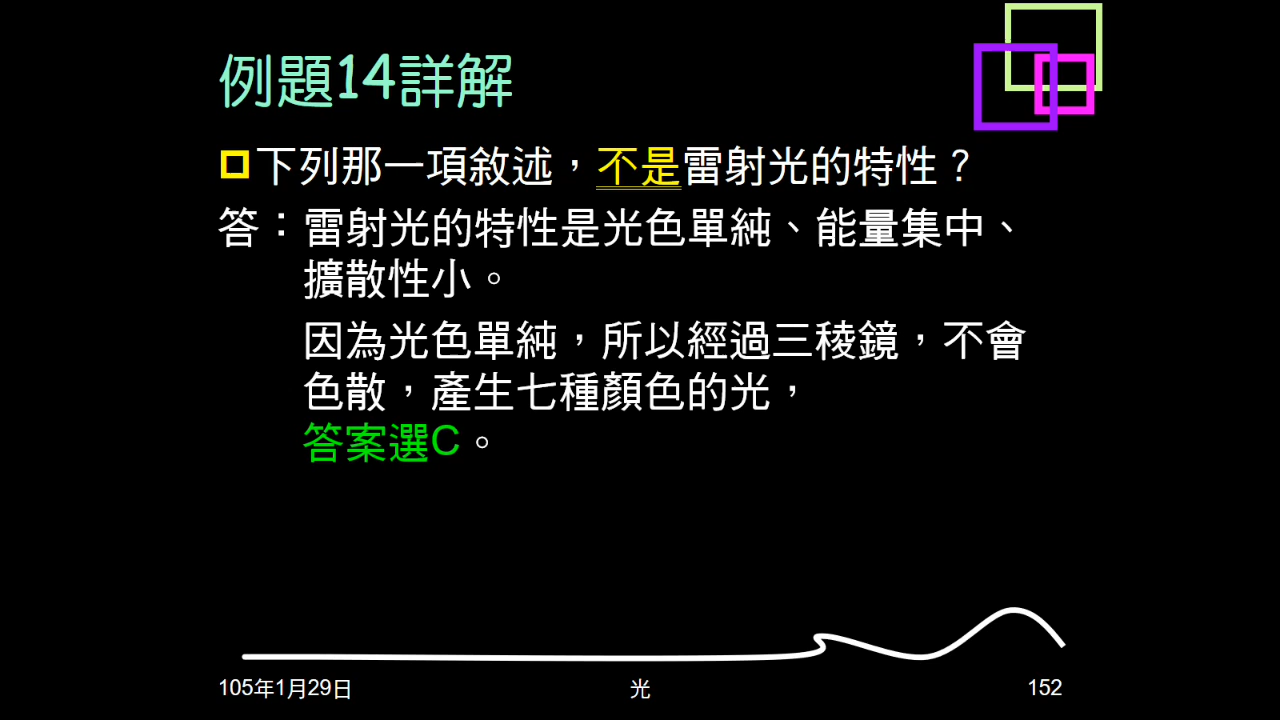 例題14詳解
下列那一項敘述，不是雷射光的特性？
答：雷射光的特性是光色單純、能量集中、
擴散性小。
因為光色單純，所以經過三稜鏡，不會
色散，產生七種顏色的光，
答案選C。
105年1月29日
光
152